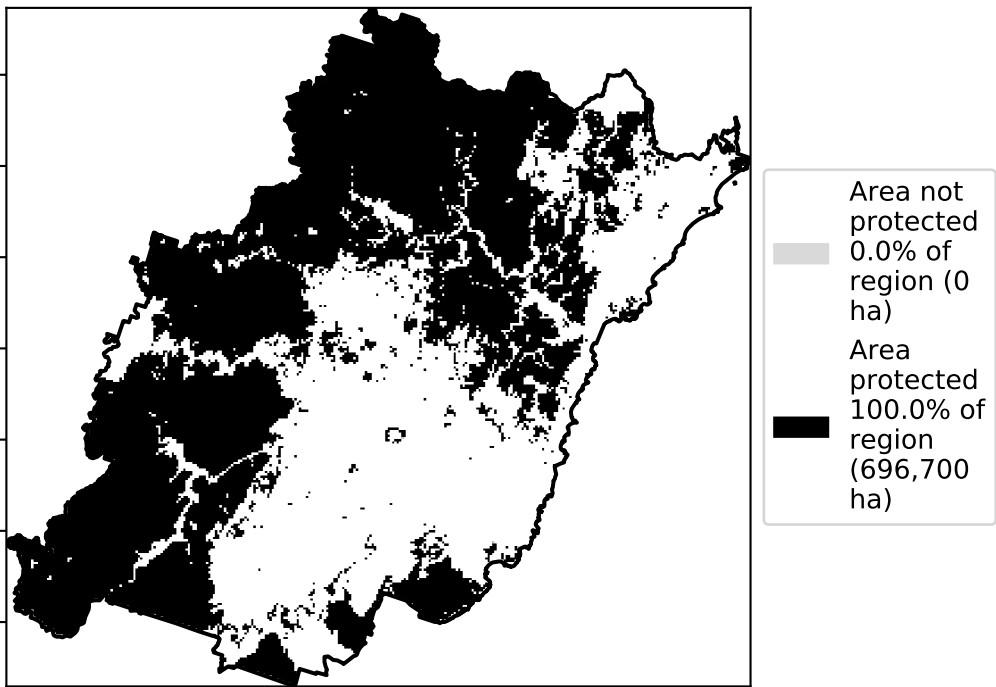 Area not
protected
0.0% of
region (0
ha)
Area
protected
100.0% of
region
(696,700
ha)